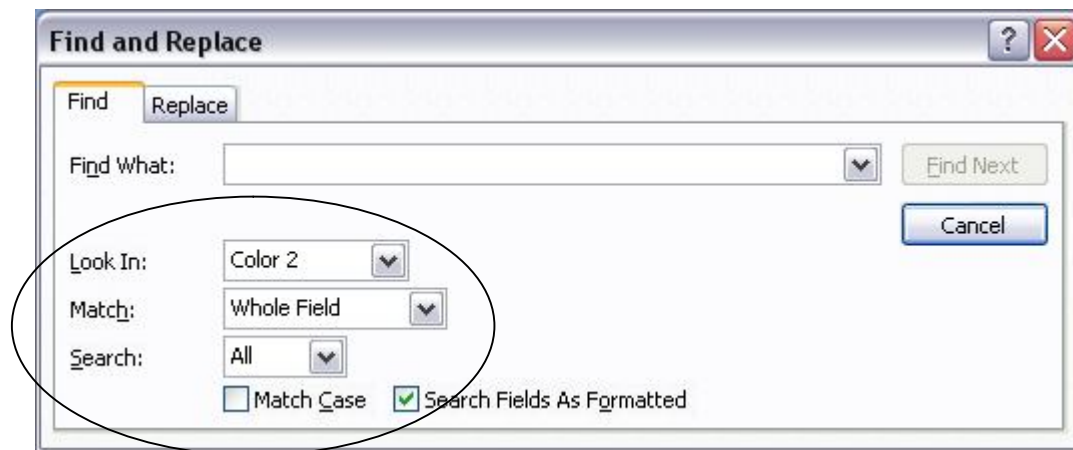 Find and Replace ?
Find Replace
Find What: Find Next
Cancel
Look In: Color 2
Match: Whole Field
Search: All
Match Case Search Fields As Formatted